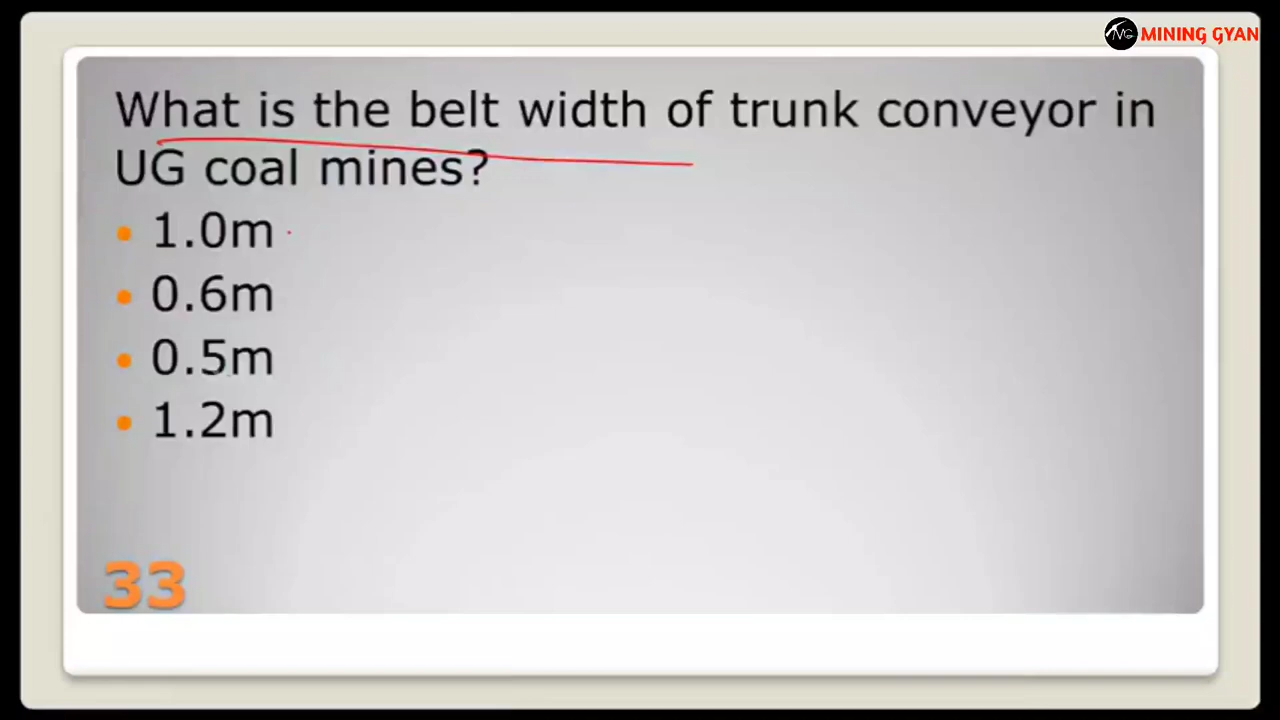 MG MINING GYAN
What is the belt width of trunk conveyor in
UG coal mines?
1.0m
0.6m
0.5m
1.2m
33